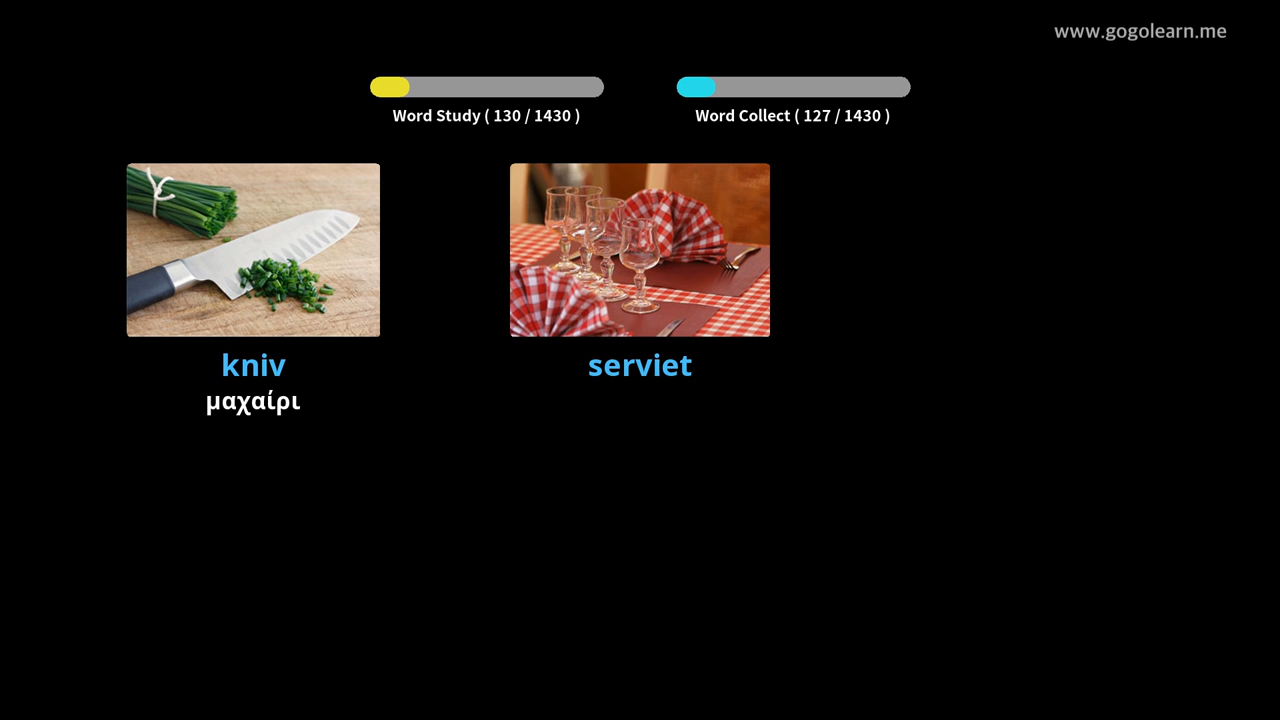 www.gogolearn.me
Word Study ( 130 / 1430 )
Word Collect ( 127 / 1430 )
kniv
μαχαίρι
serviet